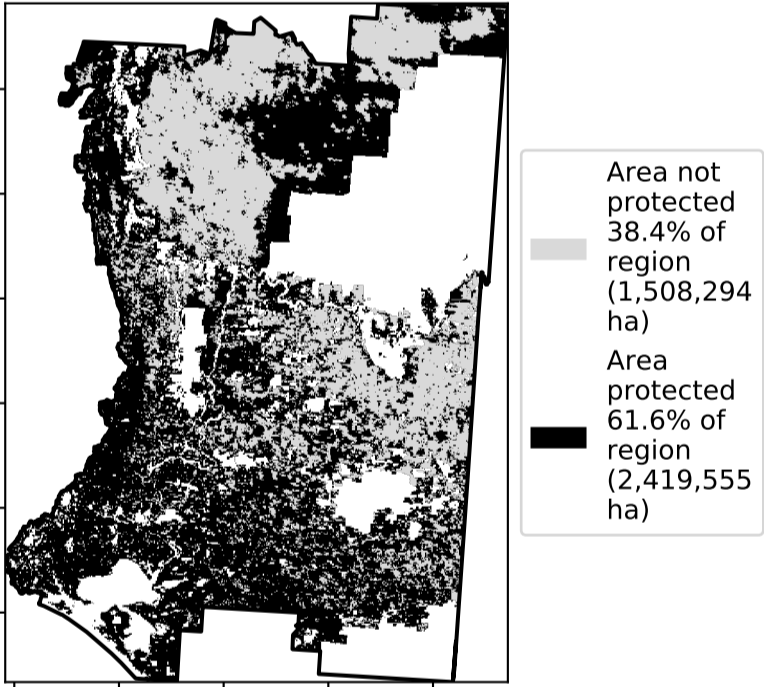 Area not
protected
38.4% of
region
(1,508,294
ha)
Area
protected
61.6% of
region
(2,419,555
ha)